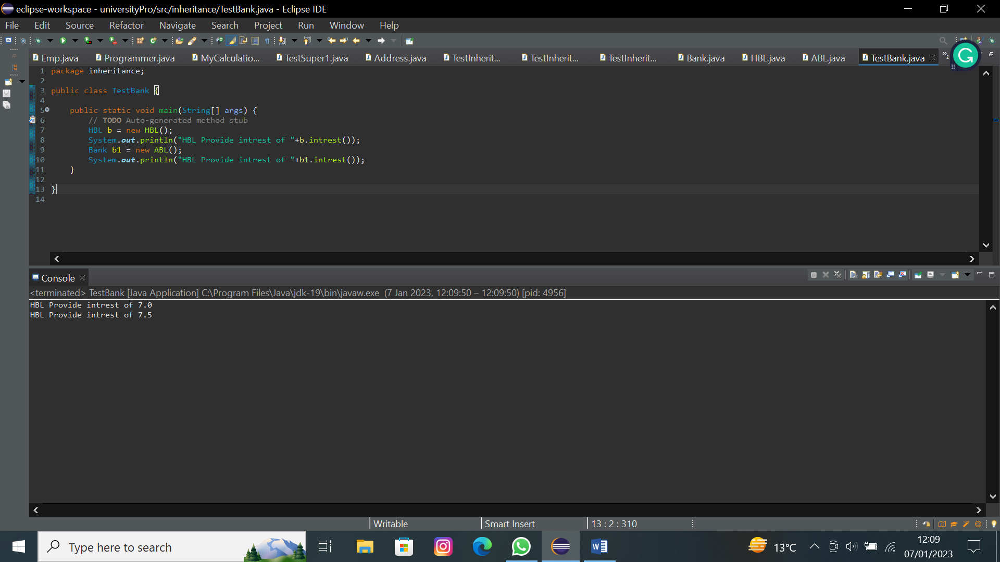 eclipse-workspace - universityPro/src/inheritance/TestBank.java - Eclipse IDE
File Edit Source Refactor Navigate Search Project Run Window Help
Emp.java Programmer.java MyCalculatio... TestSuper1.java Address.java TestInherit... TestInherit... TestInherit... Bank.java HBL.java ABL.java TestBank.java
1 package inheritance;
2
3 public class TestBank {
4
5 public static void main(String[] args) {
6 // TODO Auto-generated method stub
7 HBL b = new HBL();
8 System.out.println("HBL Provide intrest of "+b.intrest());
9 Bank b1 = new ABL();
10 System.out.println("HBL Provide intrest of "+b1.intrest());
11 }
12
13 }
14
Console
<terminated> TestBank [Java Application] C:\Program Files\Java\jdk-19\bin\javaw.exe (7 Jan 2023, 12:09:50 – 12:09:50) [pid: 4956]
HBL Provide intrest of 7.0
HBL Provide intrest of 7.5
Writable Smart Insert 13 : 2 : 310
Type here to search
13°C
12:09
07/01/2023